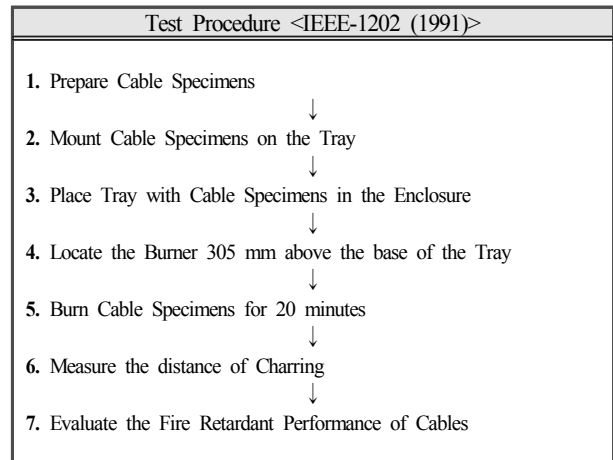 Test Procedure <IEEE-1202 (1991)>
1. Prepare Cable Specimens
↓
2. Mount Cable Specimens on the Tray
↓
3. Place Tray with Cable Specimens in the Enclosure
↓
4. Locate the Burner 305 mm above the base of the Tray
↓
5. Burn Cable Specimens for 20 minutes
↓
6. Measure the distance of Charring
↓
7. Evaluate the Fire Retardant Performance of Cables